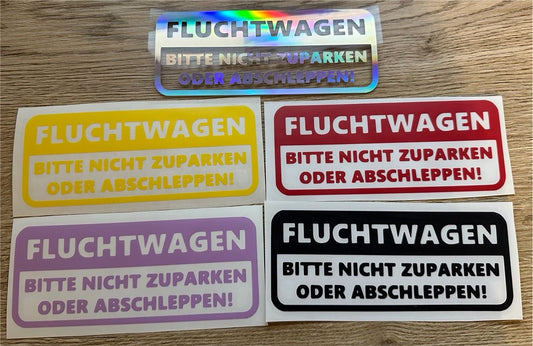 FLUCHTWAGEN
BITTE NICHT ZUPARKEN
ODER ABSCHLEPPEN!
FLUCHTWAGEN
BITTE NICHT ZUPARKEN
ODER ABSCHLEPPEN!
FLUCHTWAGEN
BITTE NICHT ZUPARKEN
ODER ABSCHLEPPEN!
FLUCHTWAGEN
BITTE NICHT ZUPARKEN
ODER ABSCHLEPPEN!
FLUCHTWAGEN
BITTE NICHT ZUPARKEN
ODER ABSCHLEPPEN!